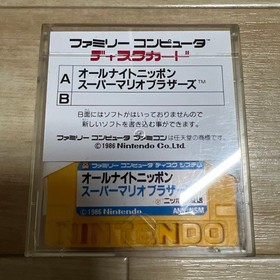 ファミリー コンピュータ™
ディスクカード
A オールナイトニッポン
スーパーマリオブラザーズ™
B
B面にはソフトがはいっておりませんので
新しいソフトを書き込む事ができます。
ファミリー コンピュータ ファミコンは任天堂の商標です。
©1986 Nintendo Co.,Ltd.
ファミリー コンピュータ ディスク システム
オールナイトニッポン
スーパーマリオブラザーズ
©1986 Nintendo
NINTENDO